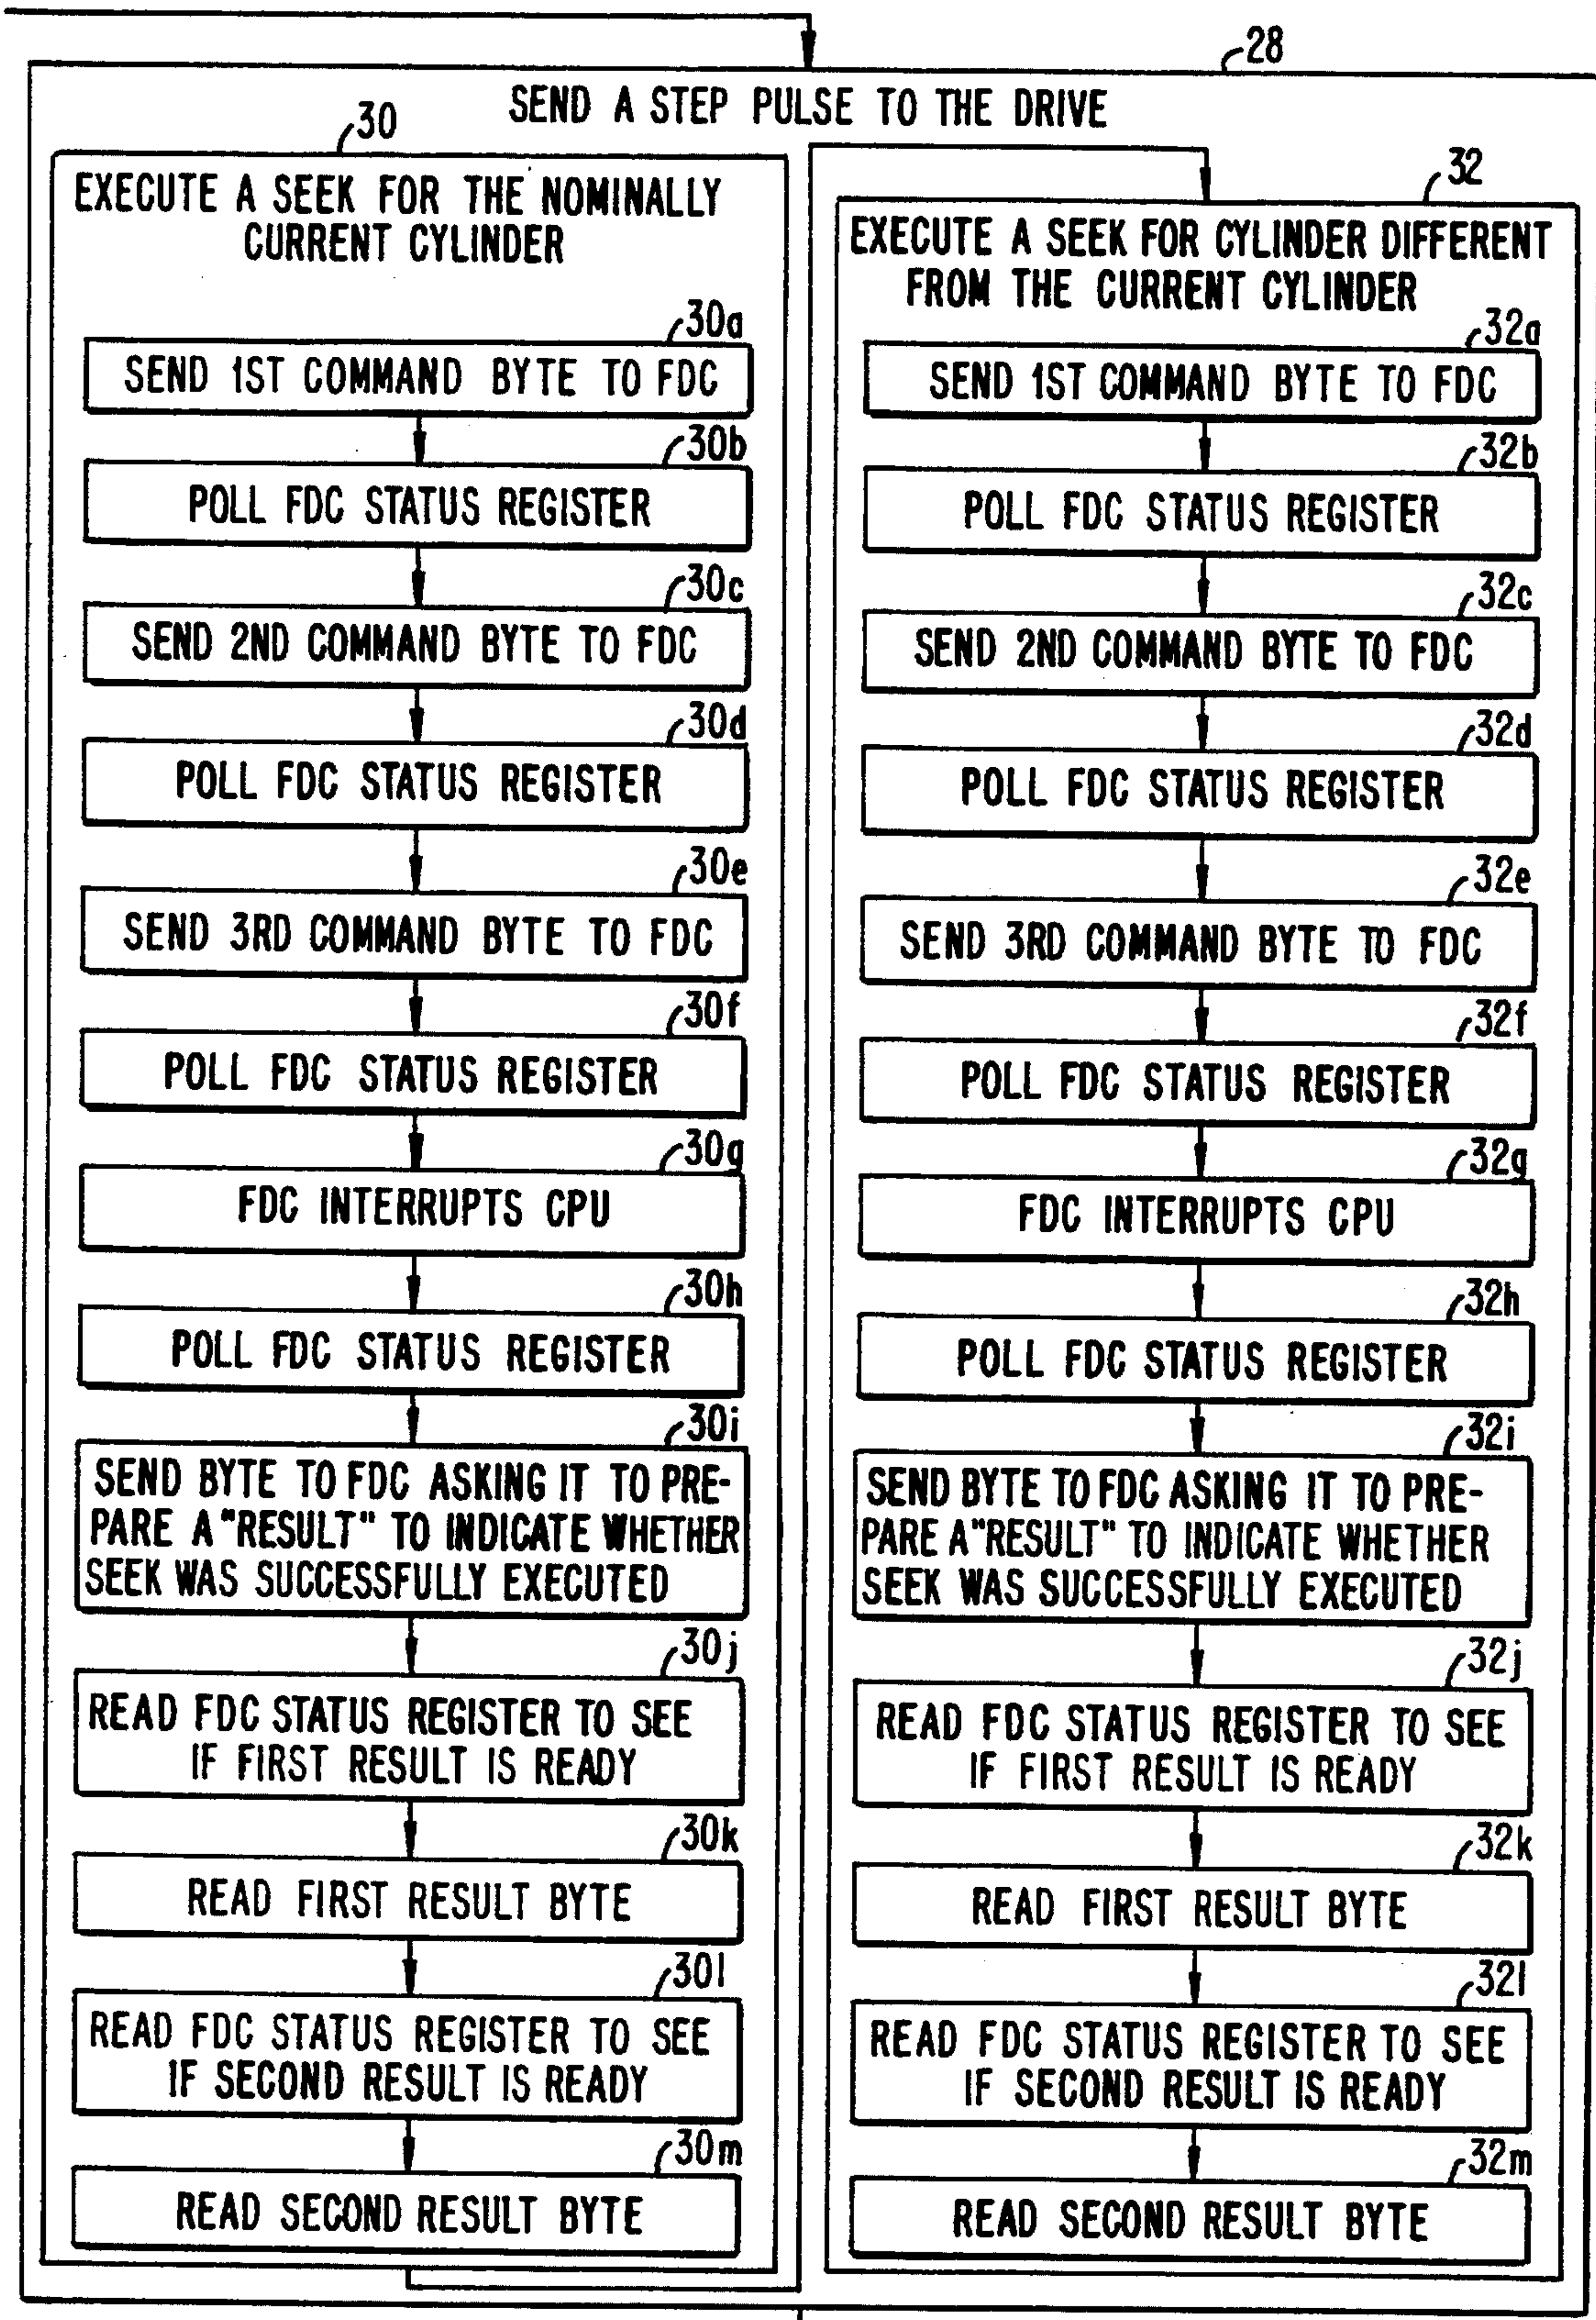 28
SEND A STEP PULSE TO THE DRIVE
30
EXECUTE A SEEK FOR THE NOMINALLY
CURRENT CYLINDER
30a
SEND 1ST COMMAND BYTE TO FDC
30b
POLL FDC STATUS REGISTER
30c
SEND 2ND COMMAND BYTE TO FDC
30d
POLL FDC STATUS REGISTER
30e
SEND 3RD COMMAND BYTE TO FDC
30f
POLL FDC STATUS REGISTER
30g
FDC INTERRUPTS CPU
30h
POLL FDC STATUS REGISTER
30i
SEND BYTE TO FDC ASKING IT TO PRE-
PARE A "RESULT" TO INDICATE WHETHER
SEEK WAS SUCCESSFULLY EXECUTED
30j
READ FDC STATUS REGISTER TO SEE
IF FIRST RESULT IS READY
30k
READ FIRST RESULT BYTE
30l
READ FDC STATUS REGISTER TO SEE
IF SECOND RESULT IS READY
30m
READ SECOND RESULT BYTE
32
EXECUTE A SEEK FOR CYLINDER DIFFERENT
FROM THE CURRENT CYLINDER
32a
SEND 1ST COMMAND BYTE TO FDC
32b
POLL FDC STATUS REGISTER
32c
SEND 2ND COMMAND BYTE TO FDC
32d
POLL FDC STATUS REGISTER
32e
SEND 3RD COMMAND BYTE TO FDC
32f
POLL FDC STATUS REGISTER
32g
FDC INTERRUPTS CPU
32h
POLL FDC STATUS REGISTER
32i
SEND BYTE TO FDC ASKING IT TO PRE-
PARE A "RESULT" TO INDICATE WHETHER
SEEK WAS SUCCESSFULLY EXECUTED
32j
READ FDC STATUS REGISTER TO SEE
IF FIRST RESULT IS READY
32k
READ FIRST RESULT BYTE
32l
READ FDC STATUS REGISTER TO SEE
IF SECOND RESULT IS READY
32m
READ SECOND RESULT BYTE